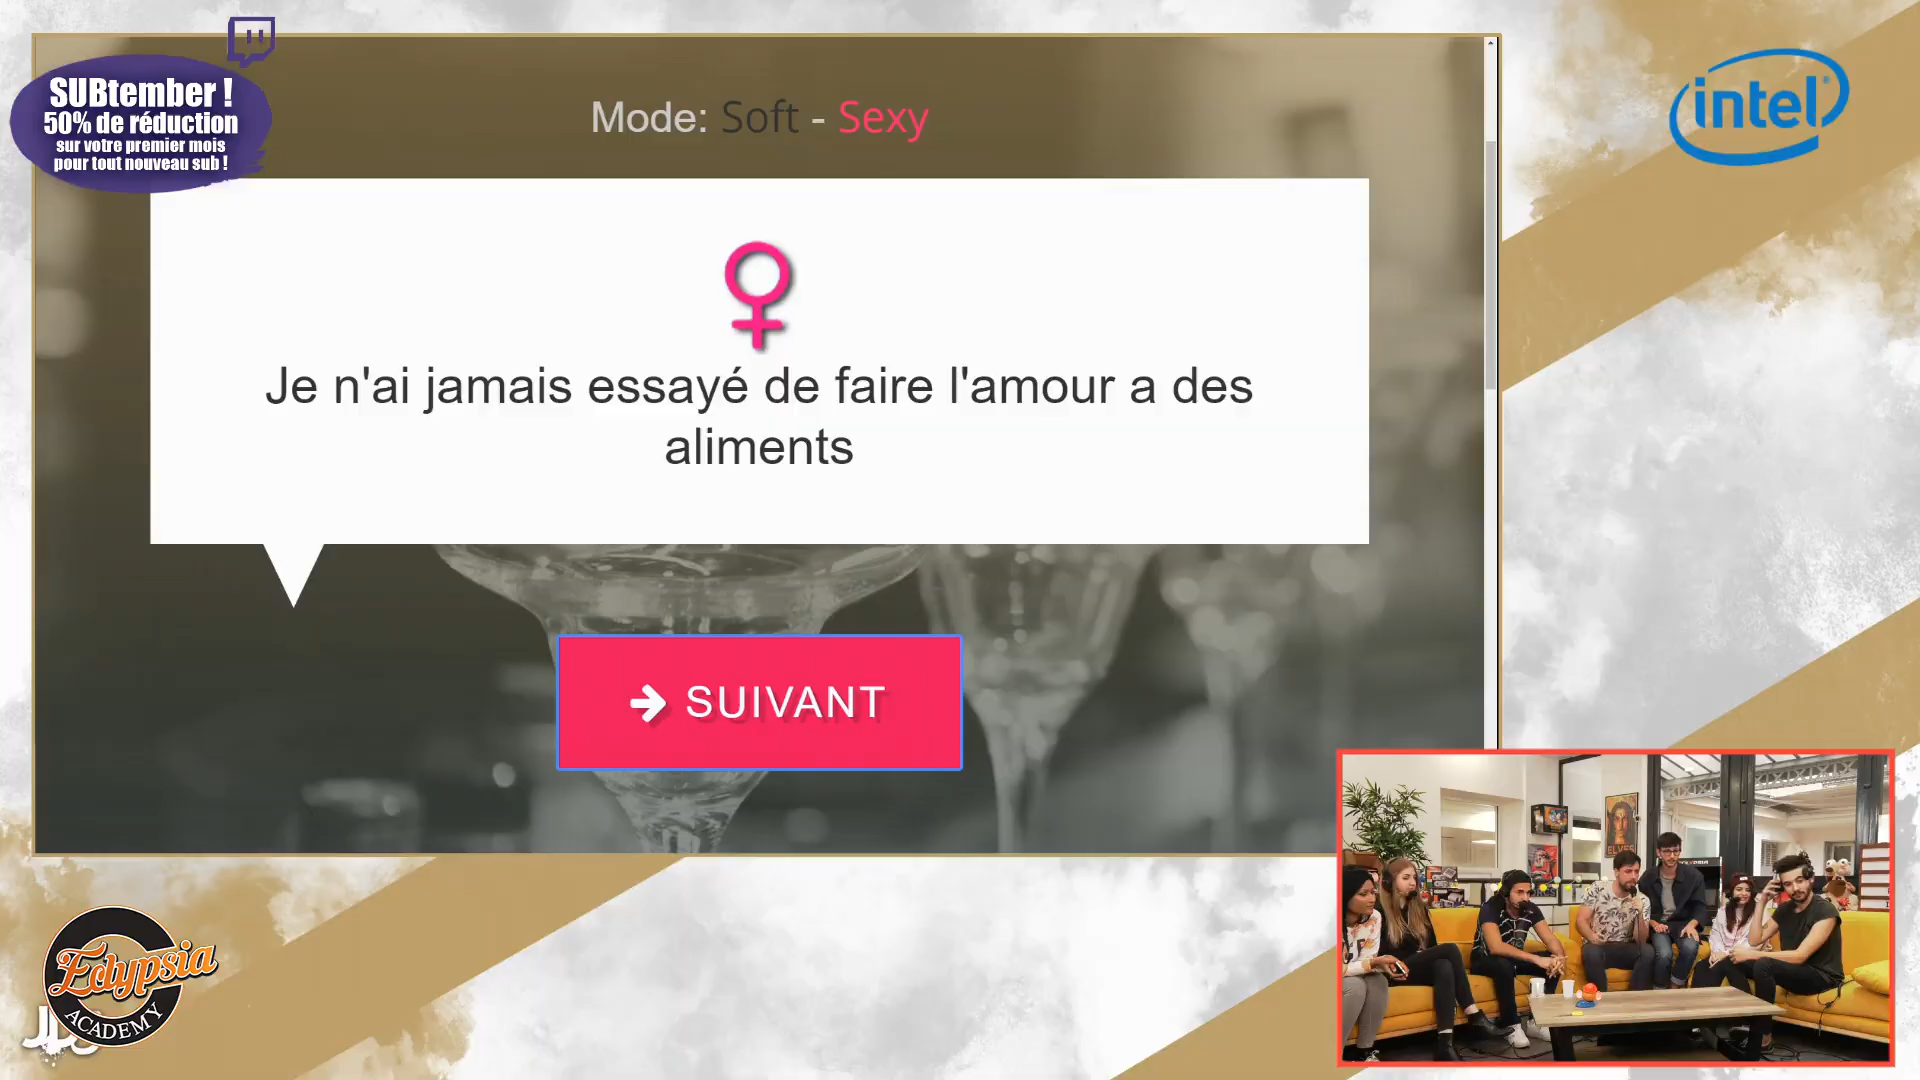 SUBtember !
50% de réduction
sur votre premier mois
pour tout nouveau sub !
Mode: Soft - Sexy
intel
Je n'ai jamais essayé de faire l'amour a des
aliments
SUIVANT
ELVES
Eclypsia
ACADEMY